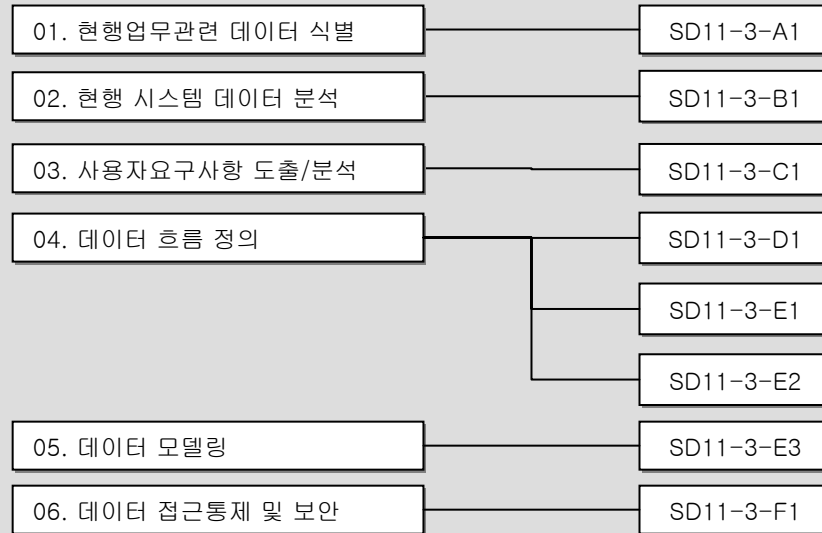 01. 현행업무관련 데이터 식별
SD11-3-A1
02. 현행 시스템 데이터 분석
SD11-3-B1
03. 사용자요구사항 도출/분석
SD11-3-C1
04. 데이터 흐름 정의
SD11-3-D1
SD11-3-E1
SD11-3-E2
05. 데이터 모델링
SD11-3-E3
06. 데이터 접근통제 및 보안
SD11-3-F1